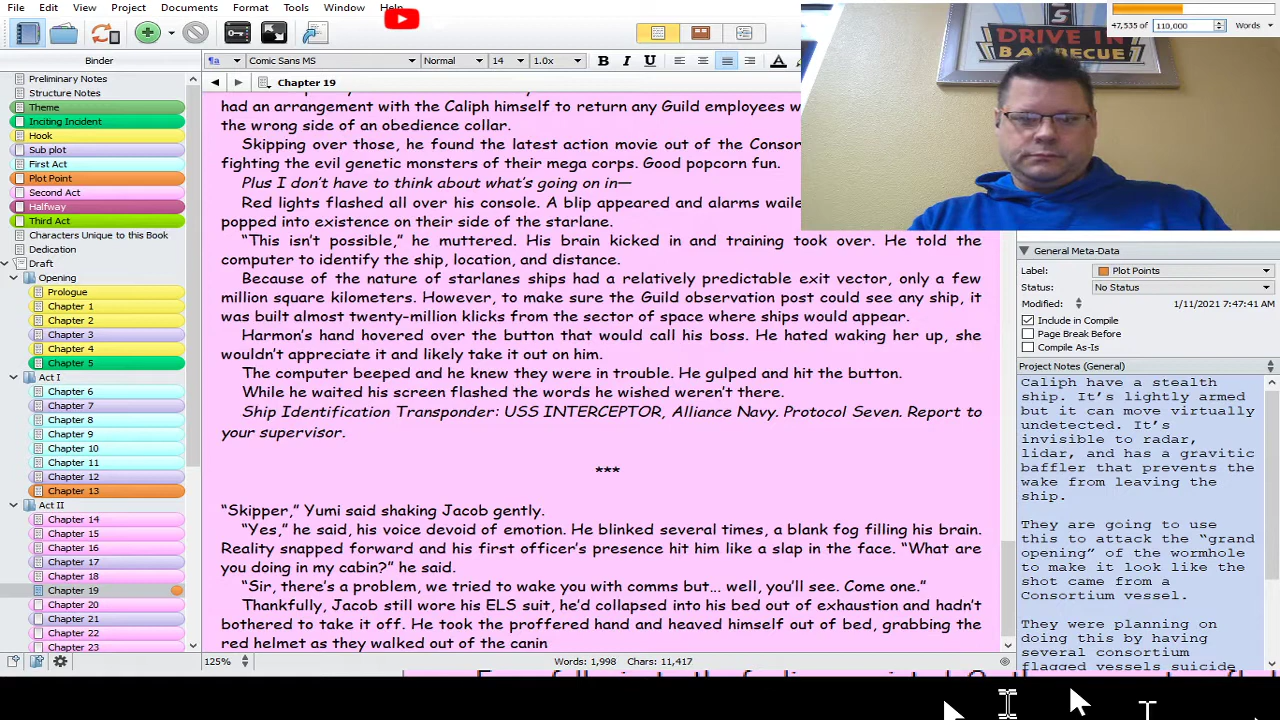 File Edit View Project Documents Format Tools Window Help
47,535 of 110,000 Words
S
DRIVE IN
BARBECUE
Binder
Comic Sans MS Normal 14 1.0x B I U A
Chapter 19
Preliminary Notes
Structure Notes
Theme
Inciting Incident
Hook
Sub plot
First Act
Plot Point
Second Act
Halfway
Third Act
Characters Unique to this Book
Dedication
Draft
Opening
Prologue
Chapter 1
Chapter 2
Chapter 3
Chapter 4
Chapter 5
Act I
Chapter 6
Chapter 7
Chapter 8
Chapter 9
Chapter 10
Chapter 11
Chapter 12
Chapter 13
Act II
Chapter 14
Chapter 15
Chapter 16
Chapter 17
Chapter 18
Chapter 19
Chapter 20
Chapter 21
Chapter 22
Chapter 23
had an arrangement with the Caliph himself to return any Guild employees w
the wrong side of an obedience collar.
Skipping over those, he found the latest action movie out of the Consor
fighting the evil genetic monsters of their mega corps. Good popcorn fun.
Plus I don't have to think about what's going on in—
Red lights flashed all over his console. A blip appeared and alarms waile
popped into existence on their side of the starlane.
“This isn't possible,” he muttered. His brain kicked in and training took over. He told the
computer to identify the ship, location, and distance.
Because of the nature of starlanes ships had a relatively predictable exit vector, only a few
million square kilometers. However, to make sure the Guild observation post could see any ship, it
was built almost twenty-million klicks from the sector of space where ships would appear.
Harmon's hand hovered over the button that would call his boss. He hated waking her up, she
wouldn't appreciate it and likely take it out on him.
The computer beeped and he knew they were in trouble. He gulped and hit the button.
While he waited his screen flashed the words he wished weren't there.
Ship Identification Transponder: USS INTERCEPTOR, Alliance Navy. Protocol Seven. Report to
your supervisor.
***
“Skipper,” Yumi said shaking Jacob gently.
“Yes,” he said, his voice devoid of emotion. He blinked several times, a blank fog filling his brain.
Reality snapped forward and his first officer's presence hit him like a slap in the face. “What are
you doing in my cabin?” he said.
“Sir, there's a problem, we tried to wake you with comms but... well, you'll see. Come one.”
Thankfully, Jacob still wore his ELS suit, he'd collapsed into his bed out of exhaustion and hadn't
bothered to take it off. He took the proffered hand and heaved himself out of bed, grabbing the
red helmet as they walked out of the canin
125% Words: 1,998 Chars: 11,417
General Meta-Data
Label: Plot Points
Status: No Status
Modified: 1/11/2021 7:47:41 AM
Include in Compile
Page Break Before
Compile As-Is
Project Notes (General)
Caliph have a stealth
ship. It's lightly armed
but it can move virtually
undetected. It's
invisible to radar,
lidar, and has a gravitic
baffler that prevents the
wake from leaving the
ship.
They are going to use
this to attack the “grand
opening” of the wormhole
to make it look like the
shot came from a
Consortium vessel.
They were planning on
doing this by having
several consortium
flagged vessels suicide